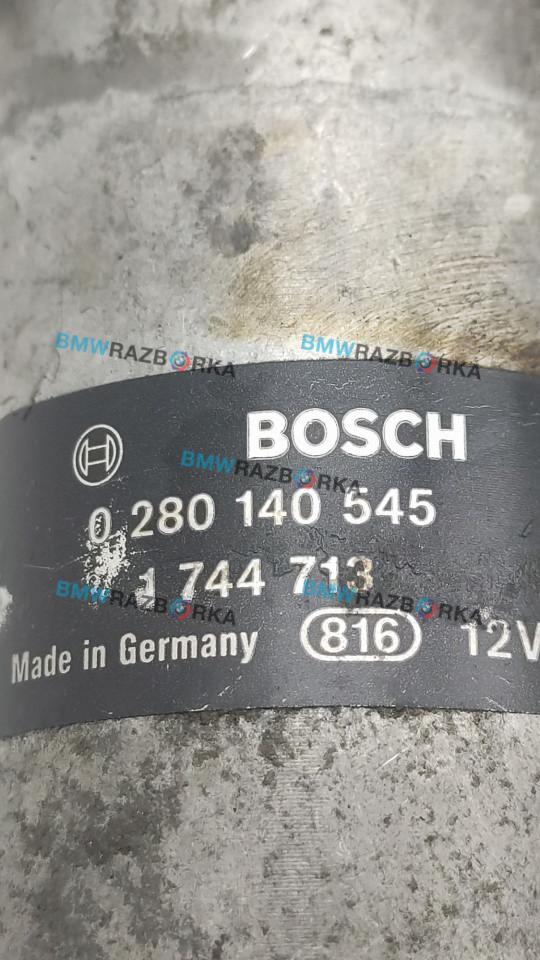 BMWRAZBORKA BMWRAZBORKA
BOSCH
BMWRAZBORKA
0 280 140 545
1 744 713
BMWRAZBORKA BMWRAZBORKA
Made in Germany 816 12V